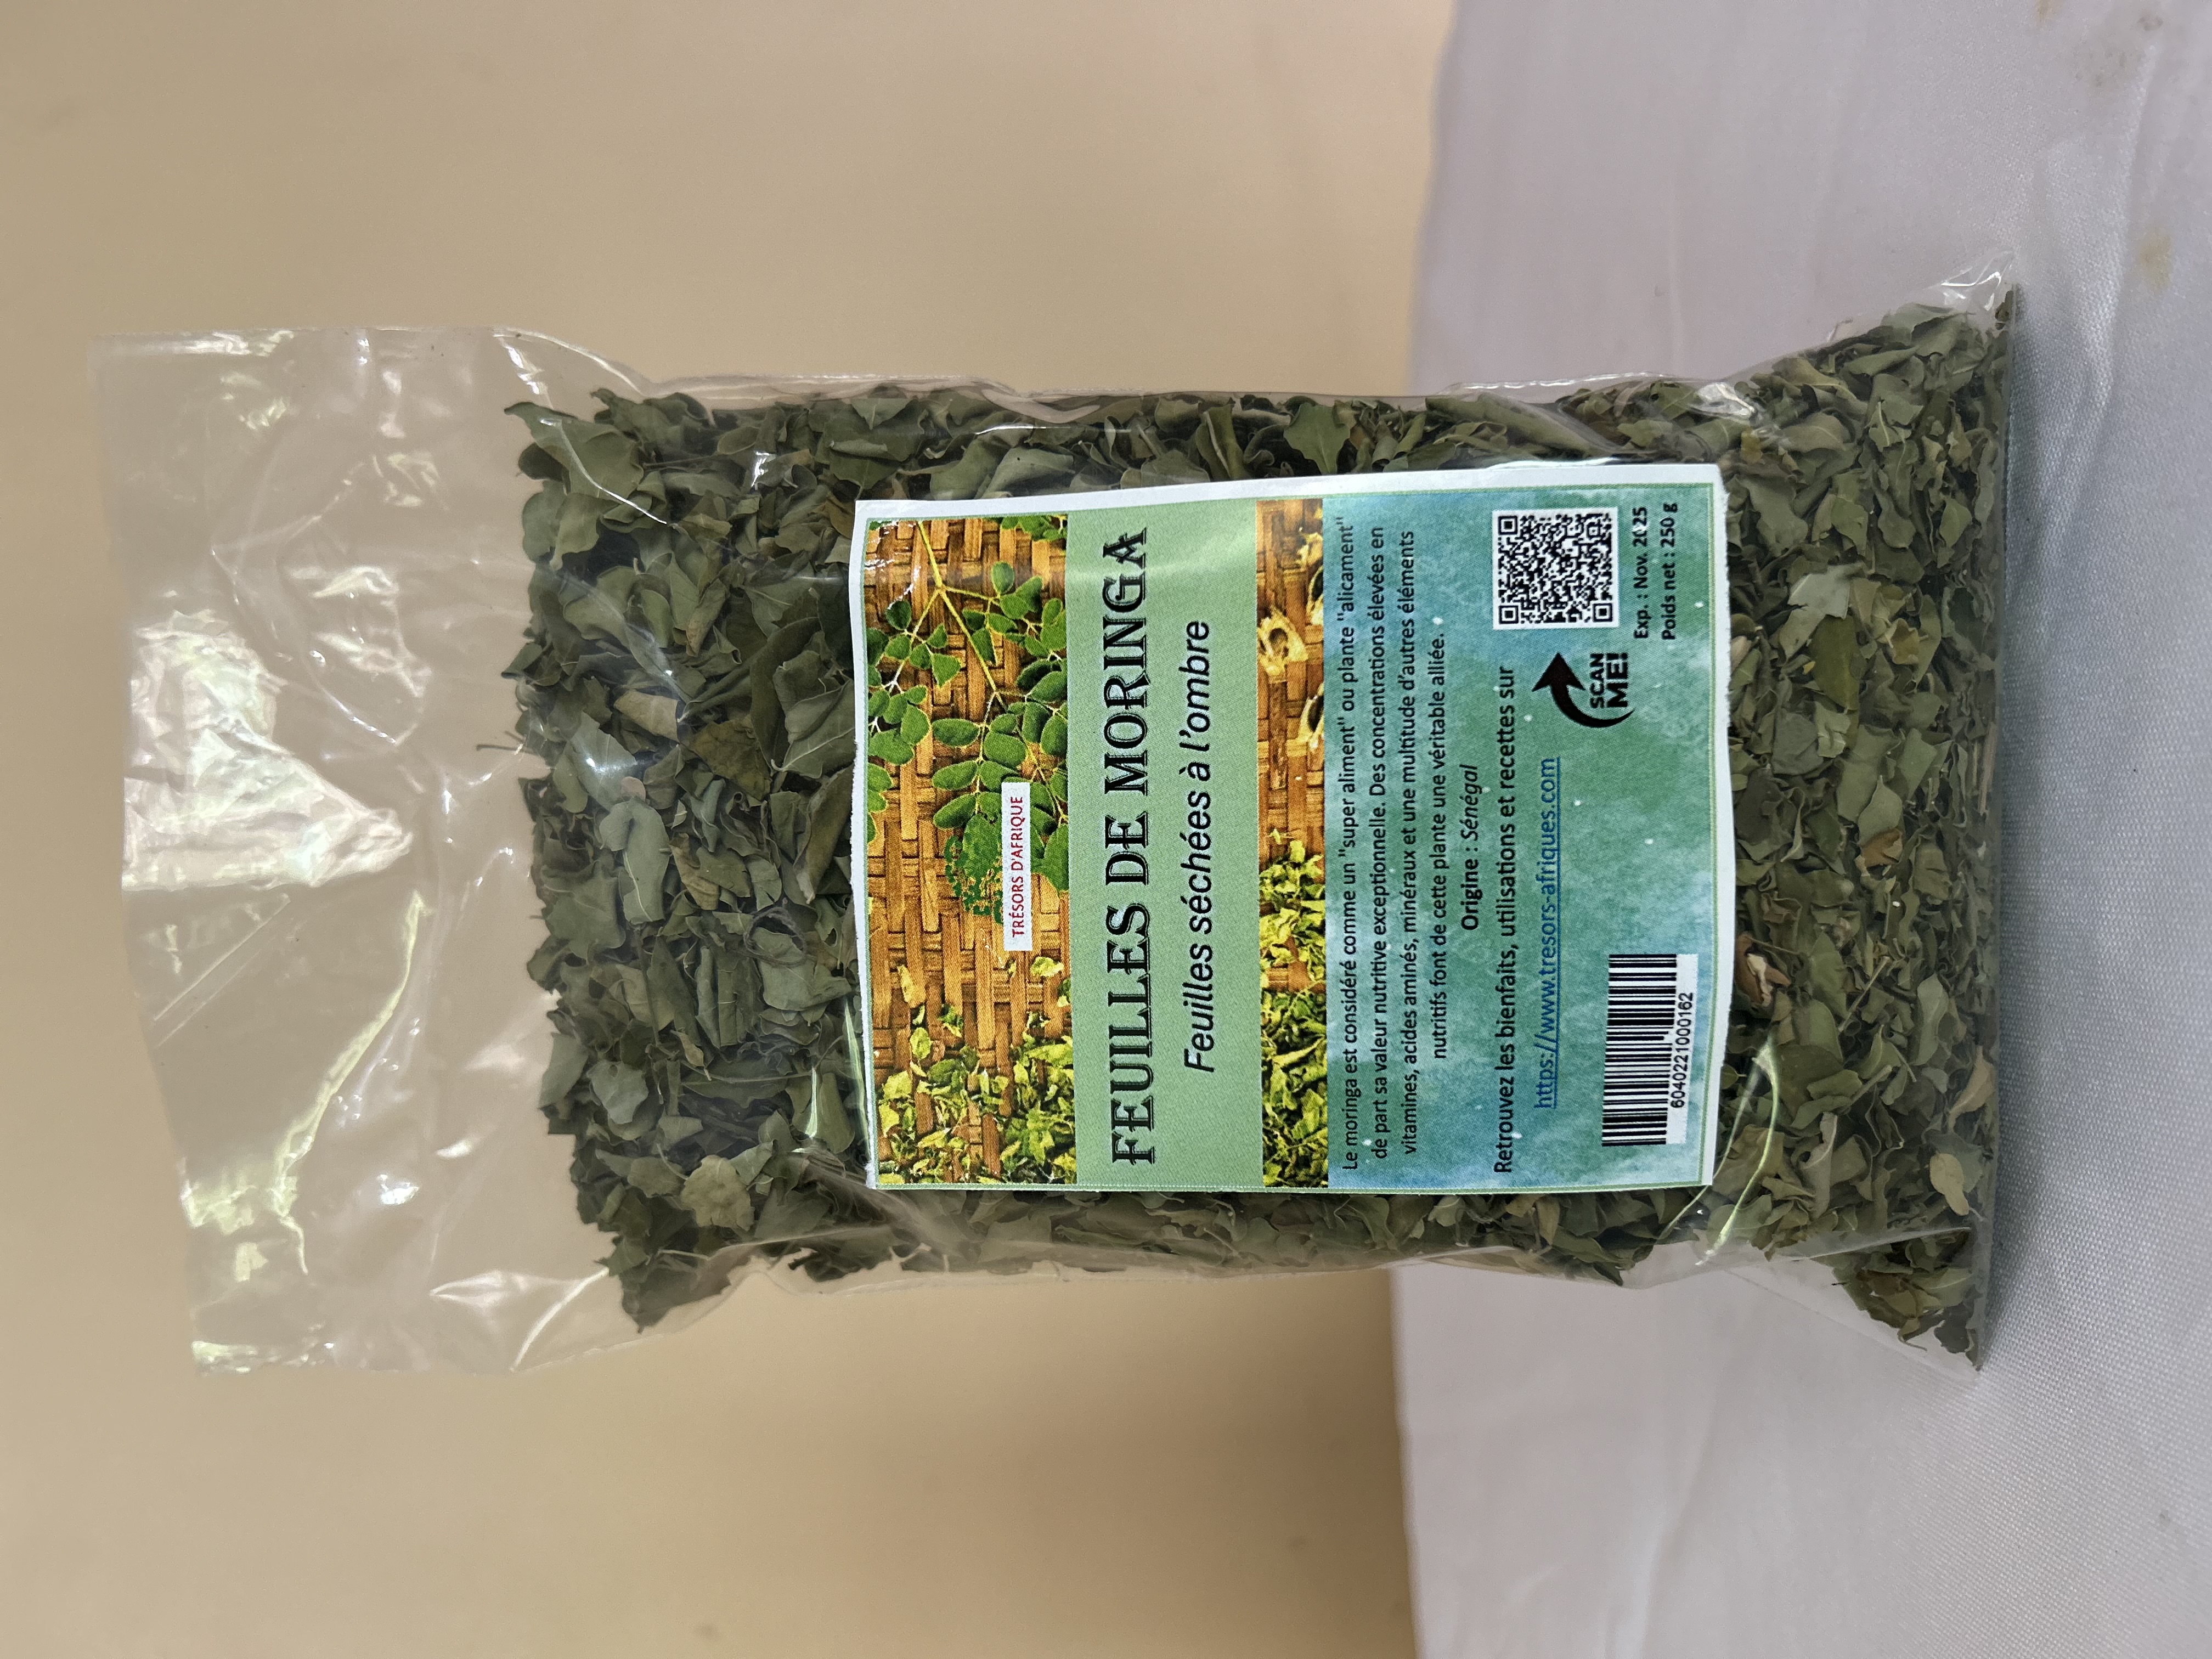 TRÉSORS D'AFRIQUE
FEUILLES DE MORINGA
Feuilles séchées à l'ombre
Le moringa est considéré comme un "super aliment" ou plante "alicament"
de part sa valeur nutritive exceptionnelle. Des concentrations élevées en
vitamines, acides aminés, minéraux et une multitude d'autres éléments
nutritifs font de cette plante une véritable alliée.
Origine : Sénégal
Retrouvez les bienfaits, utilisations et recettes sur
https://www.tresors-afriques.com
SCAN
ME!
Exp. : Nov. 2025
Poids net : 250 g
6040221000162